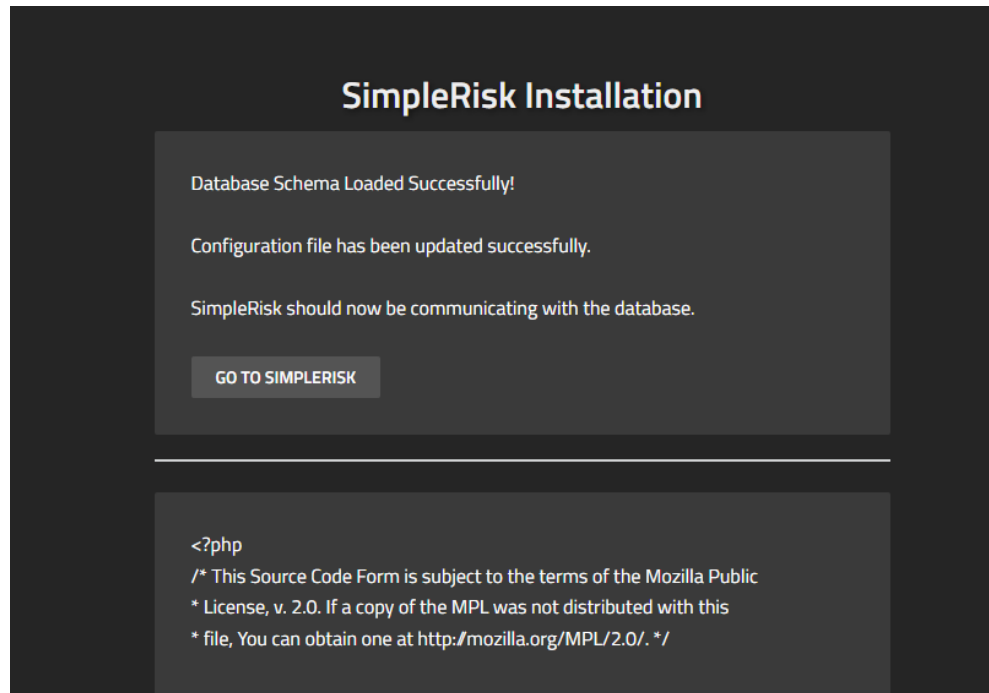 SimpleRisk Installation
Database Schema Loaded Successfully!
Configuration file has been updated successfully.
SimpleRisk should now be communicating with the database.
GO TO SIMPLERISK
<?php
/* This Source Code Form is subject to the terms of the Mozilla Public
* License, v. 2.0. If a copy of the MPL was not distributed with this
* file, You can obtain one at http://mozilla.org/MPL/2.0/. */